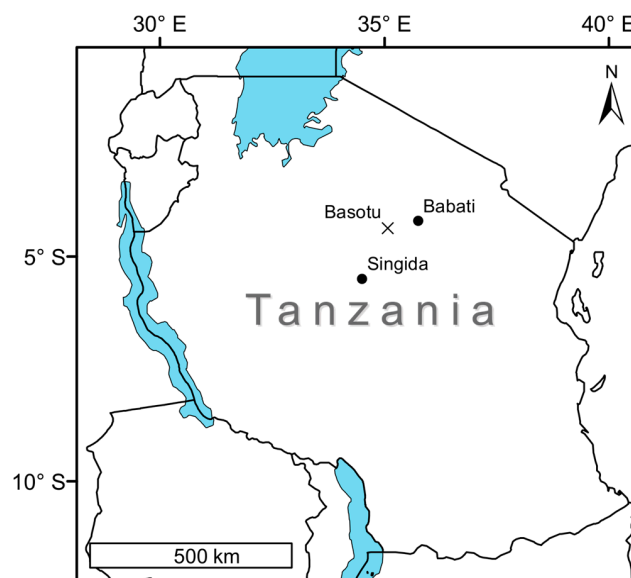 30° E
35° E
40° E
N
Basotu
Babati
5° S
Singida
Tanzania
10° S
500 km